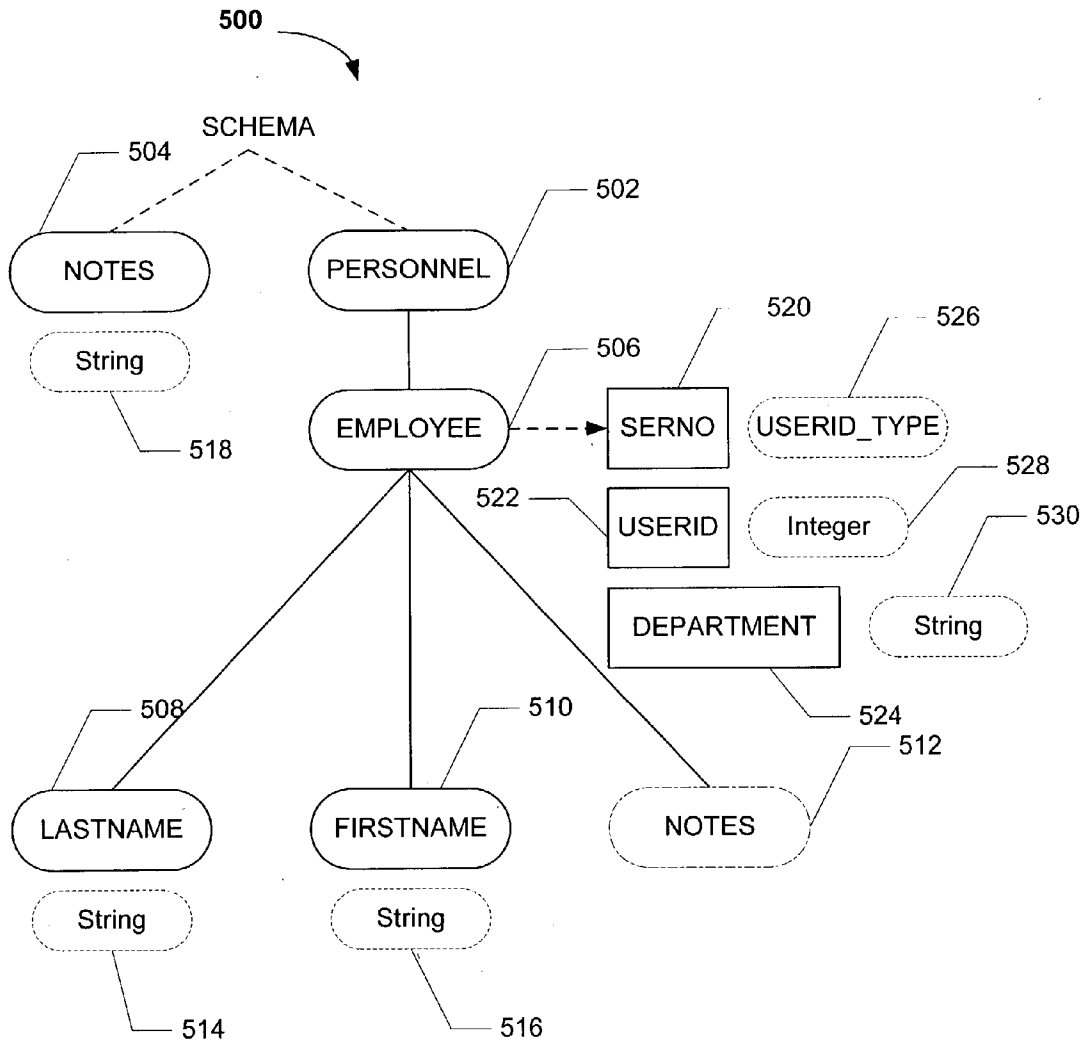 500
SCHEMA
504
502
NOTES
PERSONNEL
520
526
String
506
EMPLOYEE
SERNO
USERID_TYPE
518
528
522
USERID
Integer
530
DEPARTMENT
String
508
510
524
512
LASTNAME
FIRSTNAME
NOTES
String
String
514
516